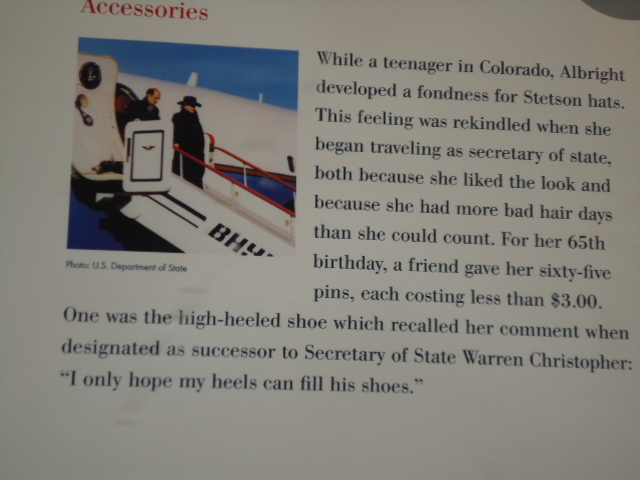 Accessories
While a teenager in Colorado, Albright
developed a fondness for Stetson hats.
This feeling was rekindled when she
began traveling as secretary of state,
both because she liked the look and
because she had more bad hair days
than she could count. For her 65th
birthday, a friend gave her sixty-five
pins, each costing less than $3.00.
Photo: U.S. Department of State
One was the high-heeled shoe which recalled her comment when
designated as successor to Secretary of State Warren Christopher:
“I only hope my heels can fill his shoes.”